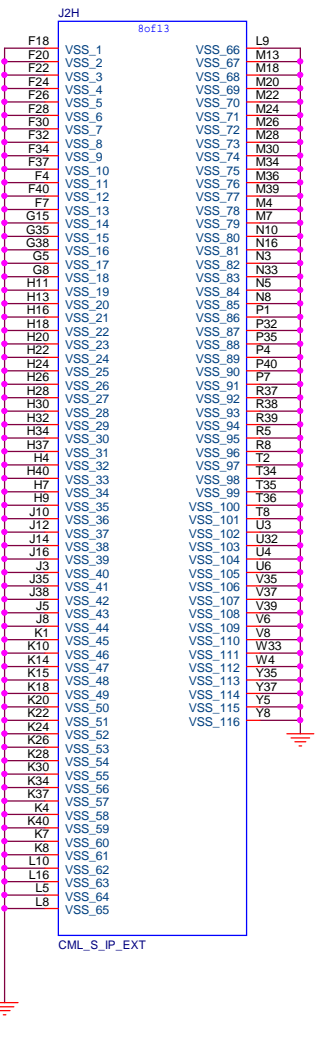 J2H
8of13
F18 VSS_1 VSS_66 L9
F20 VSS_2 VSS_67 M13
F22 VSS_3 VSS_68 M18
F24 VSS_4 VSS_69 M20
F26 VSS_5 VSS_70 M22
F28 VSS_6 VSS_71 M24
F30 VSS_7 VSS_72 M26
F32 VSS_8 VSS_73 M28
F34 VSS_9 VSS_74 M30
F37 VSS_10 VSS_75 M34
F4 VSS_11 VSS_76 M36
F40 VSS_12 VSS_77 M39
F7 VSS_13 VSS_78 M4
G15 VSS_14 VSS_79 M7
G35 VSS_15 VSS_80 N10
G38 VSS_16 VSS_81 N16
G5 VSS_17 VSS_82 N3
G8 VSS_18 VSS_83 N33
H11 VSS_19 VSS_84 N5
H13 VSS_20 VSS_85 N8
H16 VSS_21 VSS_86 P1
H18 VSS_22 VSS_87 P32
H20 VSS_23 VSS_88 P35
H22 VSS_24 VSS_89 P4
H24 VSS_25 VSS_90 P40
H26 VSS_26 VSS_91 P7
H28 VSS_27 VSS_92 R37
H30 VSS_28 VSS_93 R38
H32 VSS_29 VSS_94 R39
H34 VSS_30 VSS_95 R5
H37 VSS_31 VSS_96 R8
H4 VSS_32 VSS_97 T2
H40 VSS_33 VSS_98 T34
H7 VSS_34 VSS_99 T35
H9 VSS_35 VSS_100 T36
J10 VSS_36 VSS_101 T8
J12 VSS_37 VSS_102 U3
J14 VSS_38 VSS_103 U32
J16 VSS_39 VSS_104 U4
J3 VSS_40 VSS_105 U6
J35 VSS_41 VSS_106 V35
J38 VSS_42 VSS_107 V37
J5 VSS_43 VSS_108 V39
J8 VSS_44 VSS_109 V6
K1 VSS_45 VSS_110 V8
K10 VSS_46 VSS_111 W33
K14 VSS_47 VSS_112 W4
K15 VSS_48 VSS_113 Y35
K18 VSS_49 VSS_114 Y37
K20 VSS_50 VSS_115 Y5
K22 VSS_51 VSS_116 Y8
K24 VSS_52
K26 VSS_53
K28 VSS_54
K30 VSS_55
K34 VSS_56
K37 VSS_57
K4 VSS_58
K40 VSS_59
K7 VSS_60
K8 VSS_61
L10 VSS_62
L16 VSS_63
L5 VSS_64
L8 VSS_65
CML_S_IP_EXT